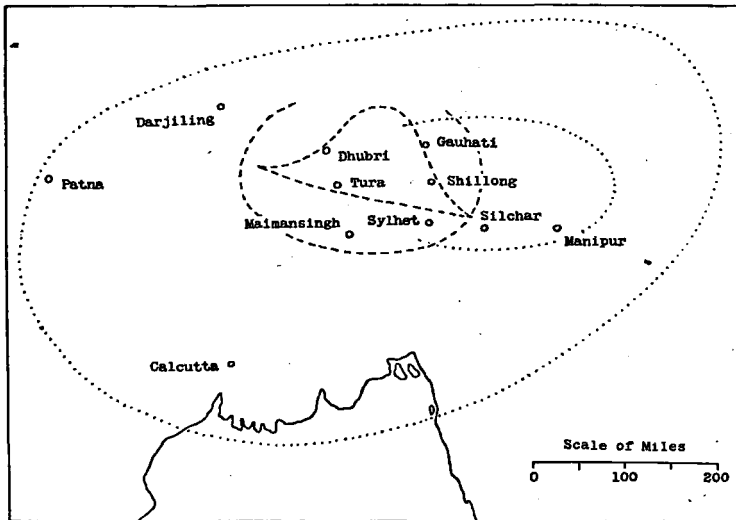 Darjiling
Gauhati
Dhubri
Patna
Tura
Shillong
Maimansingh
Sylhet
Silchar
Manipur
Calcutta
Scale of Miles
0 100 200